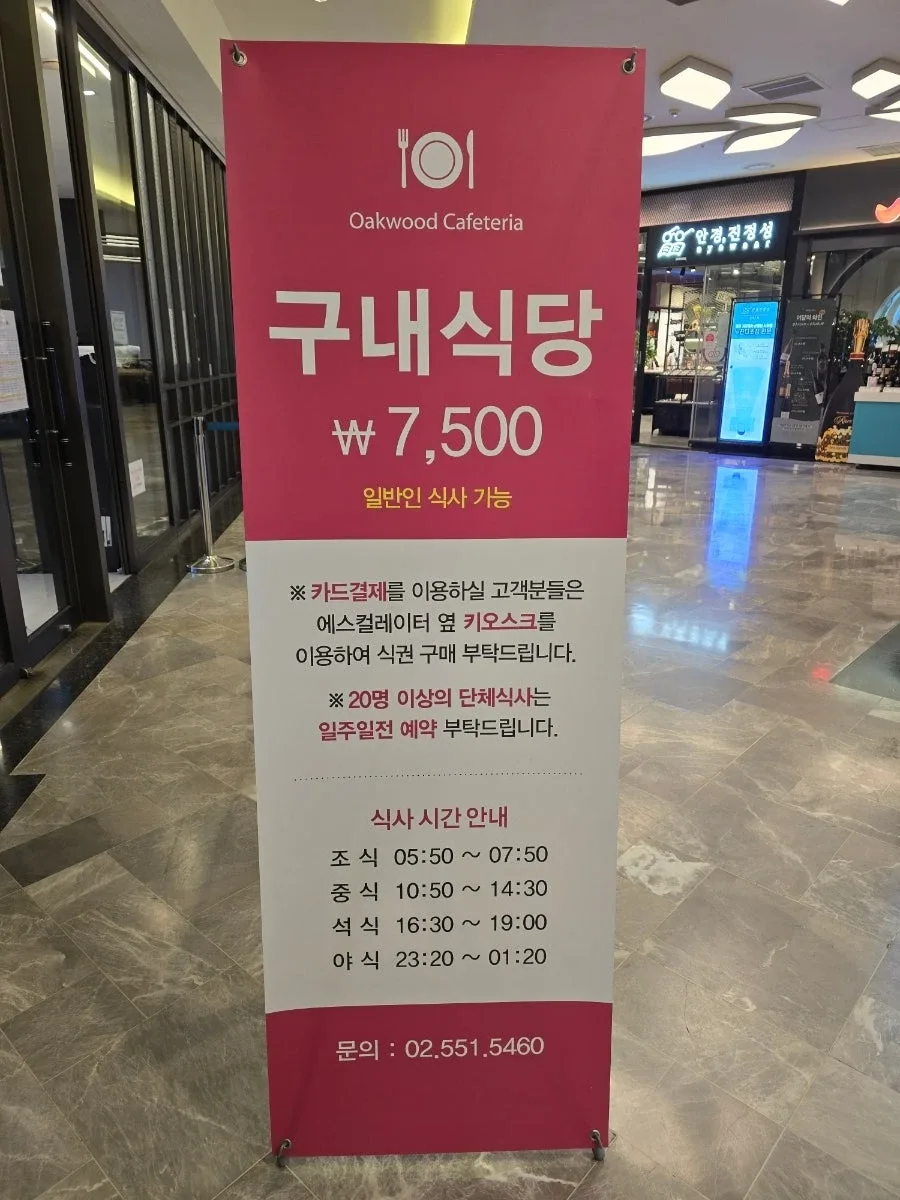 Oakwood Cafeteria
구내식당
₩ 7,500
일반인 식사 가능
※ 카드결제를 이용하실 고객분들은
에스컬레이터 옆 키오스크를
이용하여 식권 구매 부탁드립니다.
※ 20명 이상의 단체식사는
일주일전 예약 부탁드립니다.
식사 시간 안내
조 식 05:50 ~ 07:50
중 식 10:50 ~ 14:30
석 식 16:30 ~ 19:00
야 식 23:20 ~ 01:20
문의 : 02.551.5460
안경,진정성